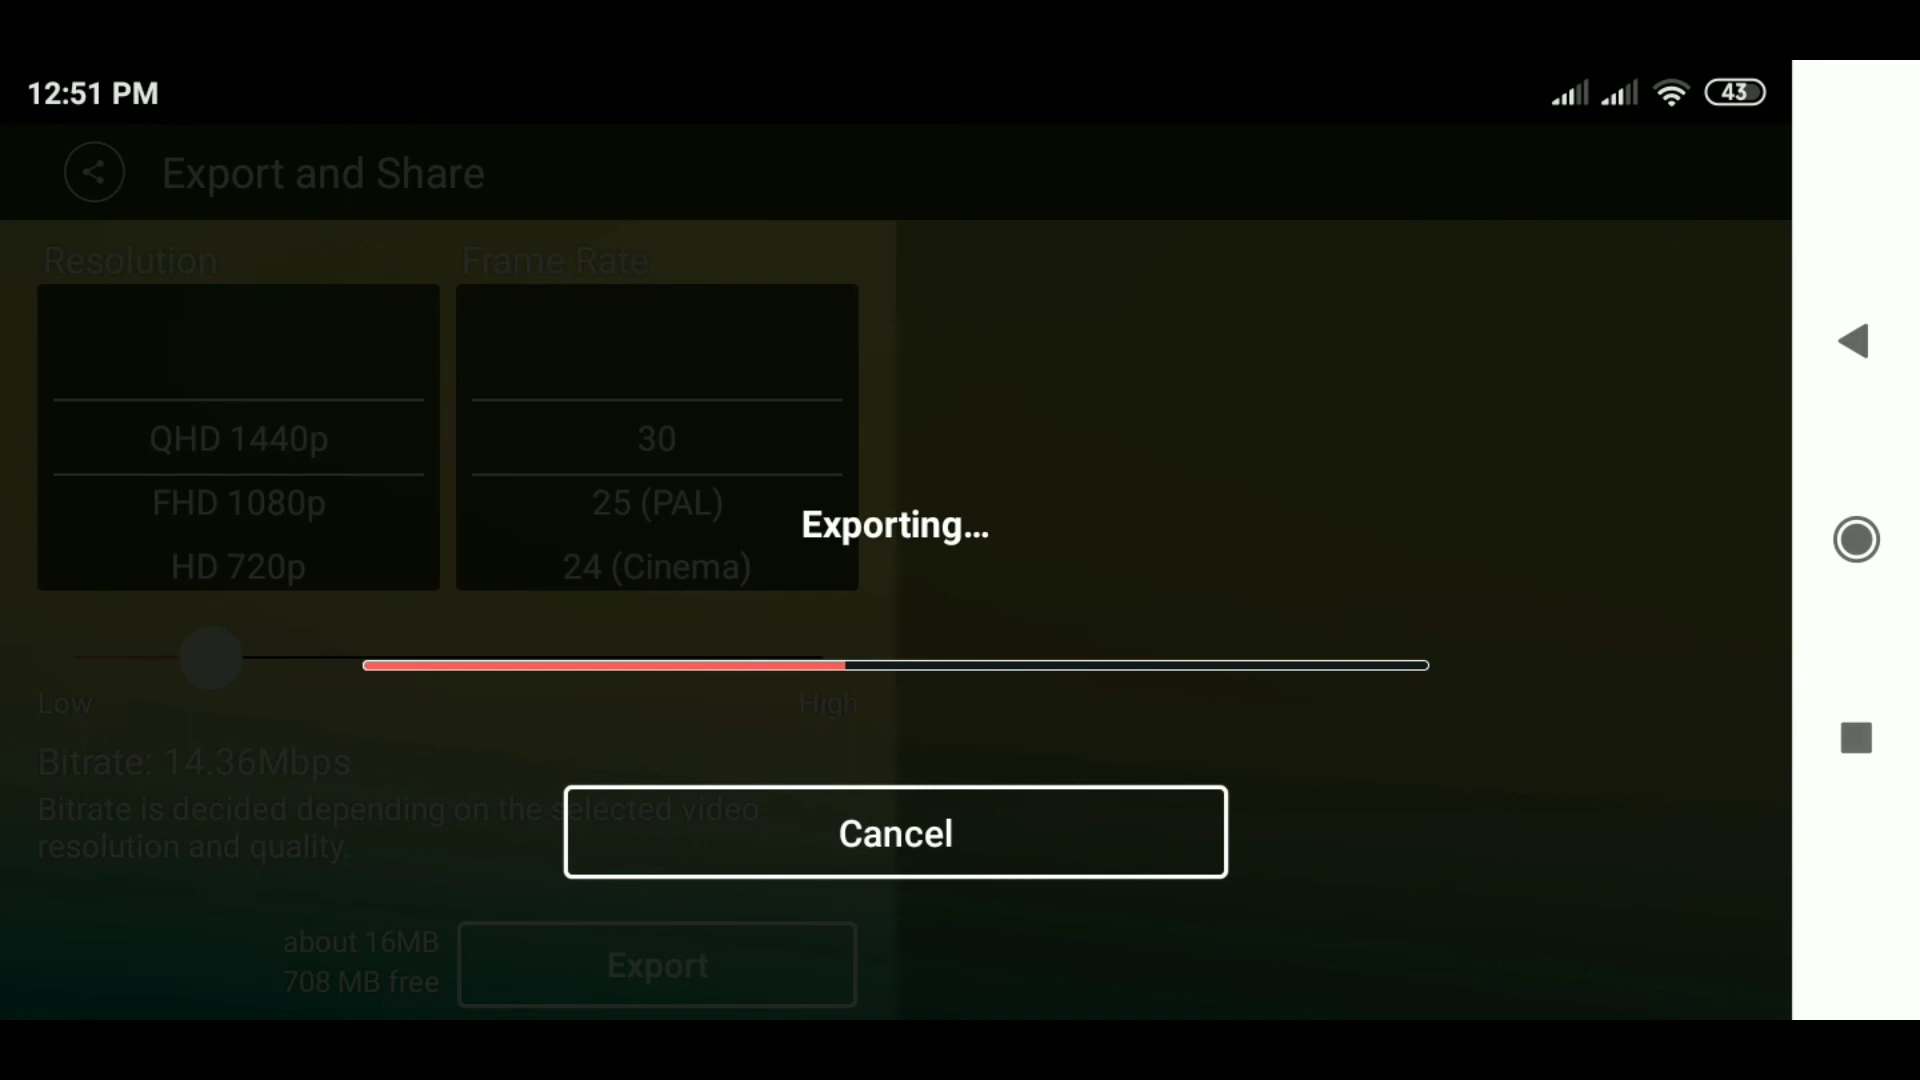 12:51 PM
43
Export and Share
Resolution
Frame Rate
QHD 1440p
30
FHD 1080p
25 (PAL)
Exporting...
HD 720p
24 (Cinema)
Low
High
Bitrate: 14.36Mbps
Bitrate is decided depending on the selected video
resolution and quality.
Cancel
about 16MB
708 MB free
Export